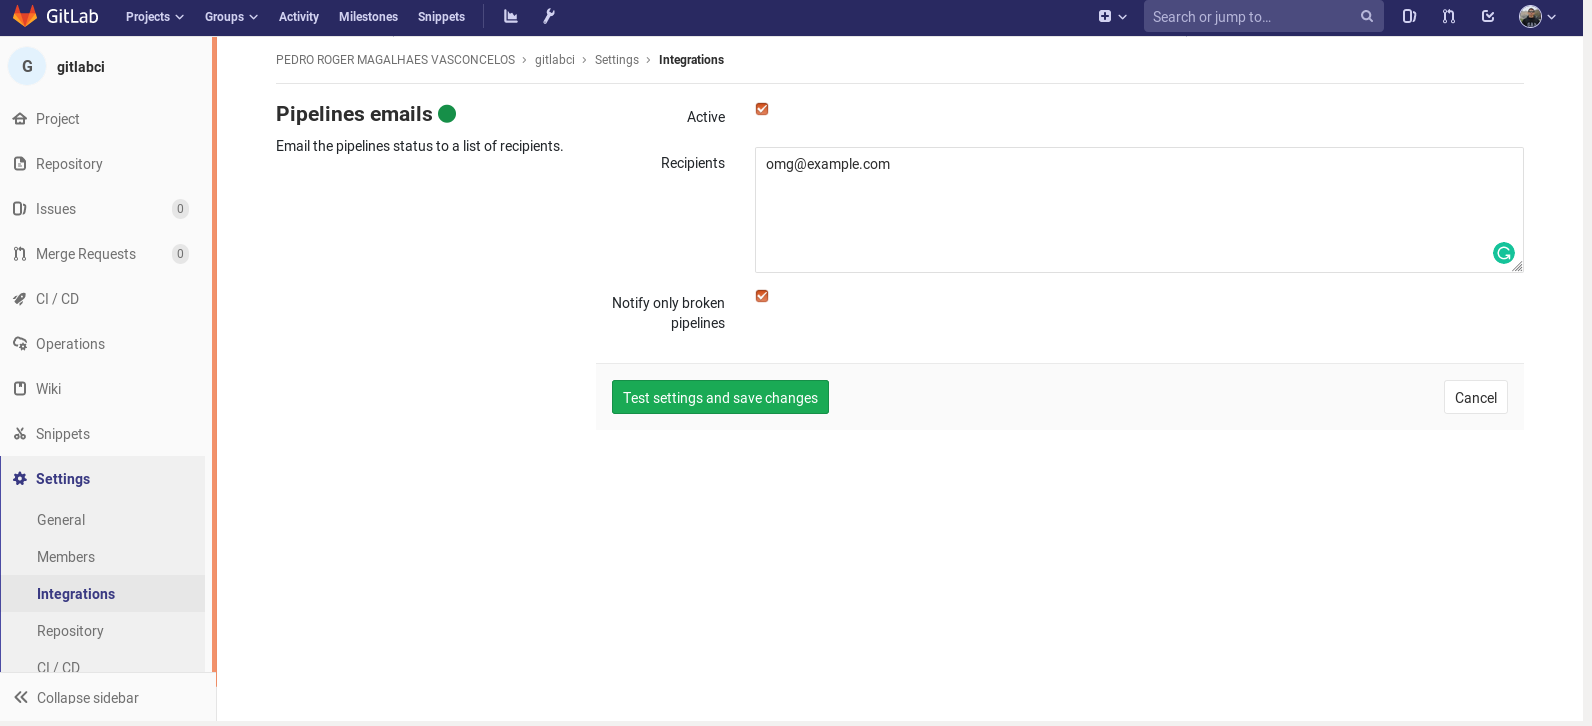 GitLab Projects Groups Activity Milestones Snippets Search or jump to...
G gitlabci
Project
Repository
Issues 0
Merge Requests 0
CI / CD
Operations
Wiki
Snippets
Settings
General
Members
Integrations
Repository
CI / CD
Collapse sidebar
PEDRO ROGER MAGALHAES VASCONCELOS > gitlabci > Settings > Integrations
Pipelines emails
Email the pipelines status to a list of recipients.
Active
Recipients
omg@example.com
Notify only broken
pipelines
Test settings and save changes
Cancel